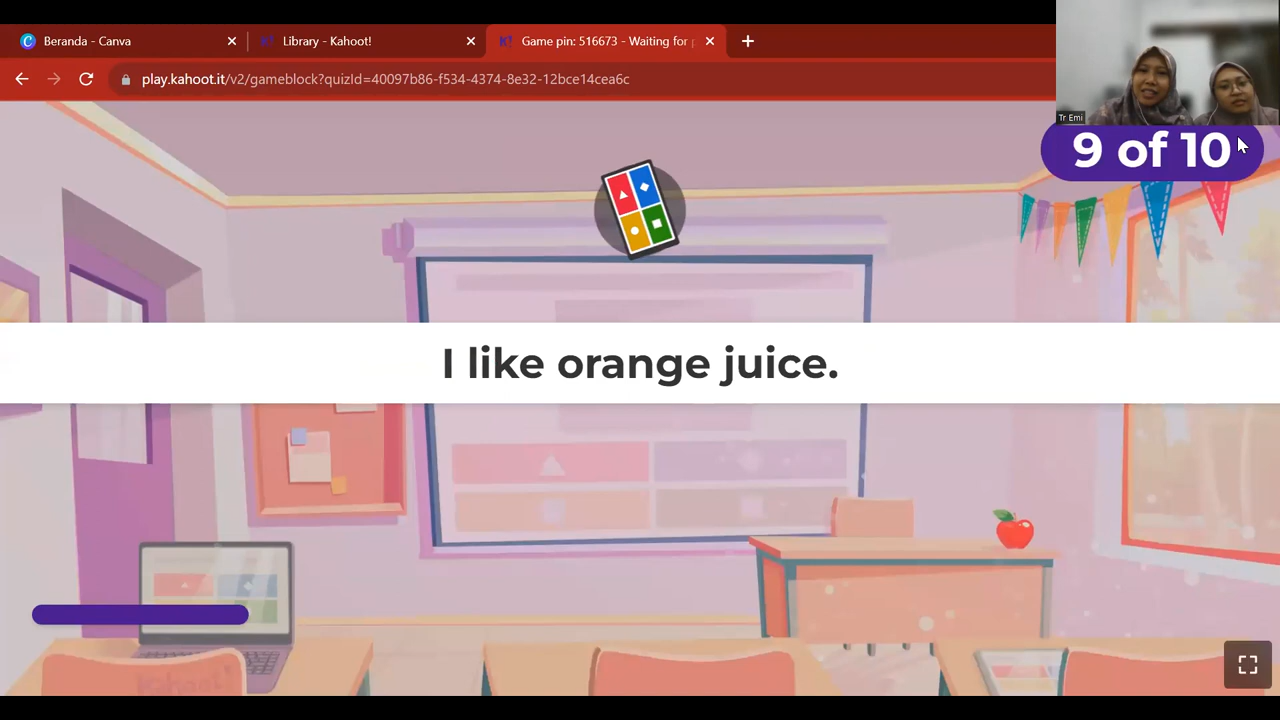 Beranda - Canva
Library - Kahoot!
Game pin: 516673 - Waiting for
play.kahoot.it/v2/gameblock?quizId=40097b86-f534-4374-8e32-12bce14cea6c
Tr Emi
9 of 10
I like orange juice.